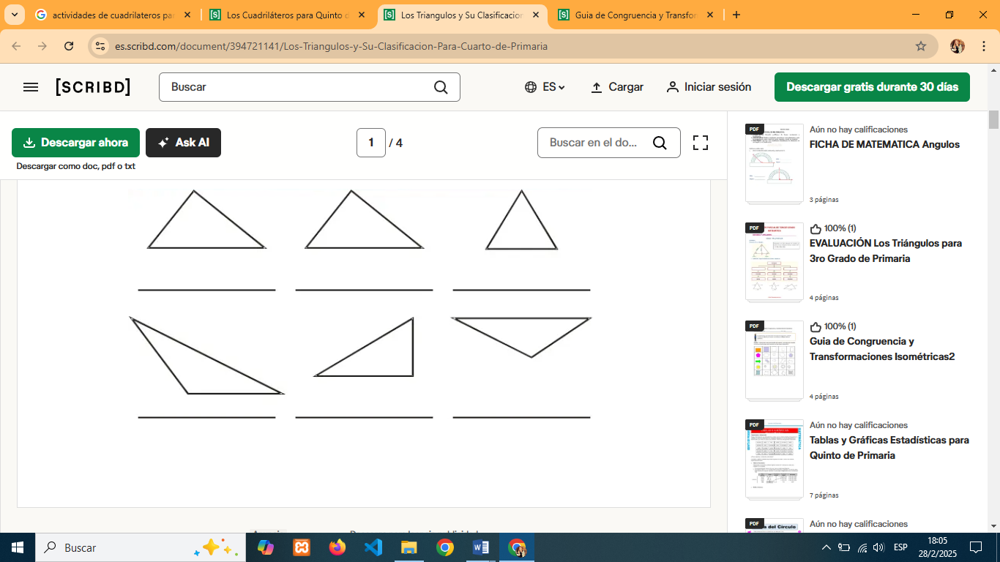 actividades de cuadrilateros pa
Los Cuadriláteros para Quinto d
Los Triangulos y Su Clasificacion
Guia de Congruencia y Transfor
es.scribd.com/document/394721141/Los-Triangulos-y-Su-Clasificacion-Para-Cuarto-de-Primaria
[SCRIBD]
Buscar
ES
Cargar
Iniciar sesión
Descargar gratis durante 30 días
Descargar ahora
Ask AI
1 / 4
Buscar en el do...
Descargar como doc, pdf o txt
PDF
Aún no hay calificaciones
FICHA DE MATEMATICA Angulos
3 páginas
PDF
100% (1)
EVALUACIÓN Los Triángulos para
3ro Grado de Primaria
4 páginas
PDF
100% (1)
Guia de Congruencia y
Transformaciones Isométricas2
4 páginas
PDF
Aún no hay calificaciones
Tablas y Gráficas Estadísticas para
Quinto de Primaria
7 páginas
PDF
Aún no hay calificaciones
del Círculo
Buscar
ESP
18:05
28/2/2025